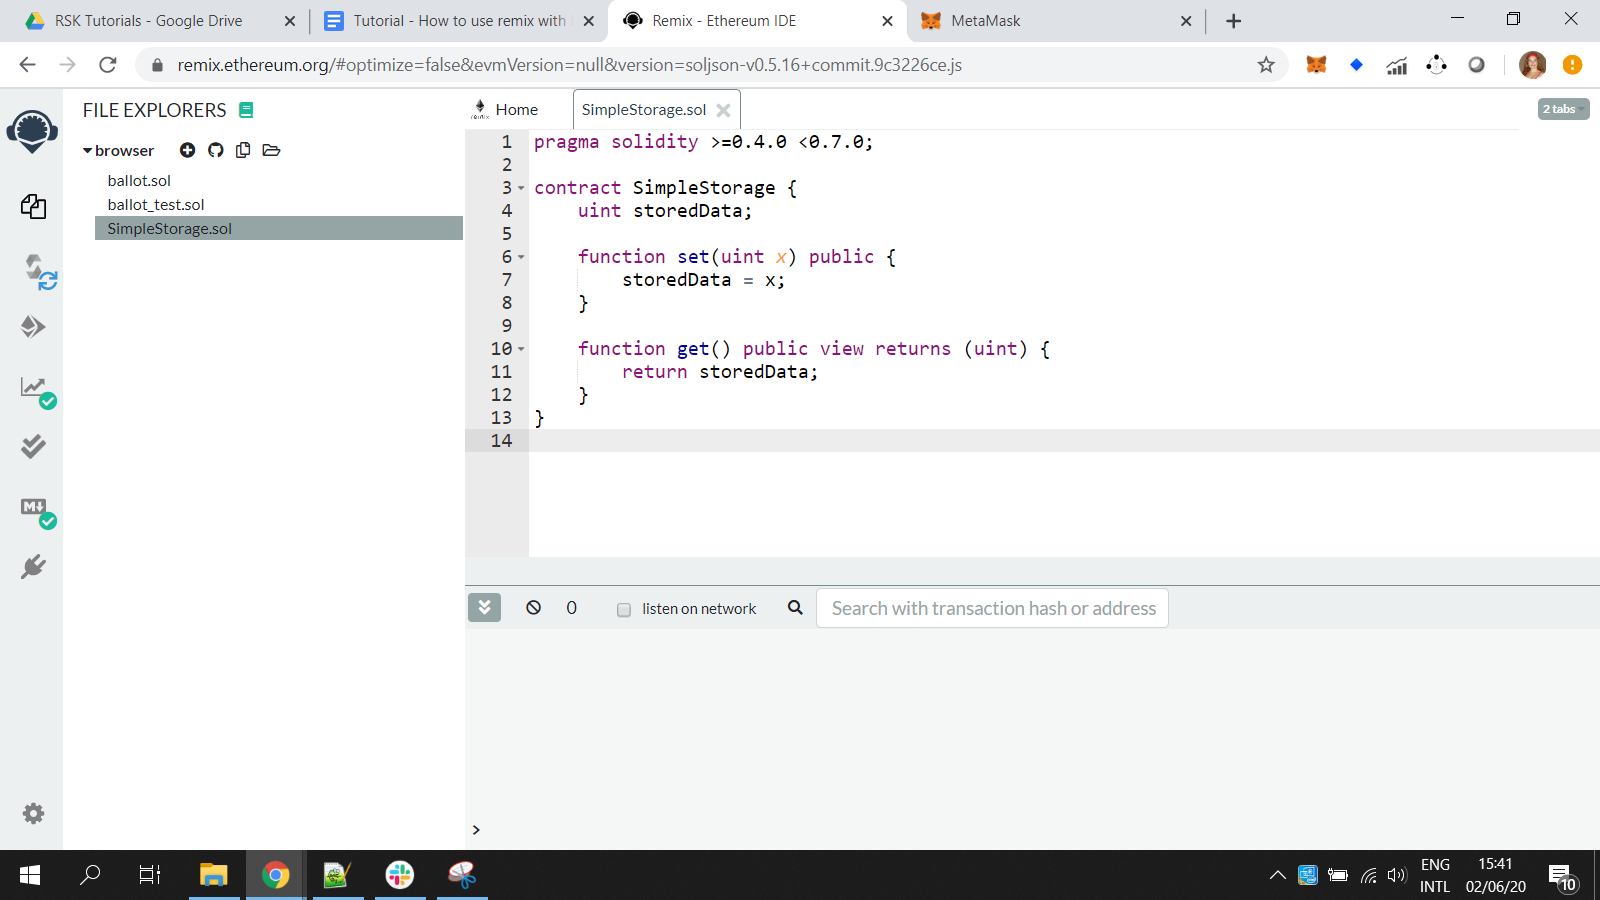 RSK Tutorials - Google Drive
Tutorial - How to use remix with
Remix - Ethereum IDE
MetaMask
remix.ethereum.org/#optimize=false&evmVersion=null&version=soljson-v0.5.16+commit.9c3226ce.js
FILE EXPLORERS
browser
ballot.sol
ballot_test.sol
SimpleStorage.sol
Home
SimpleStorage.sol
2 tabs
1 pragma solidity >=0.4.0 <0.7.0;
2
3 contract SimpleStorage {
4 uint storedData;
5
6 function set(uint x) public {
7 storedData = x;
8 }
9
10 function get() public view returns (uint) {
11 return storedData;
12 }
13 }
14
0
listen on network
Search with transaction hash or address
>
M
ENG
INTL
15:41
02/06/20
10